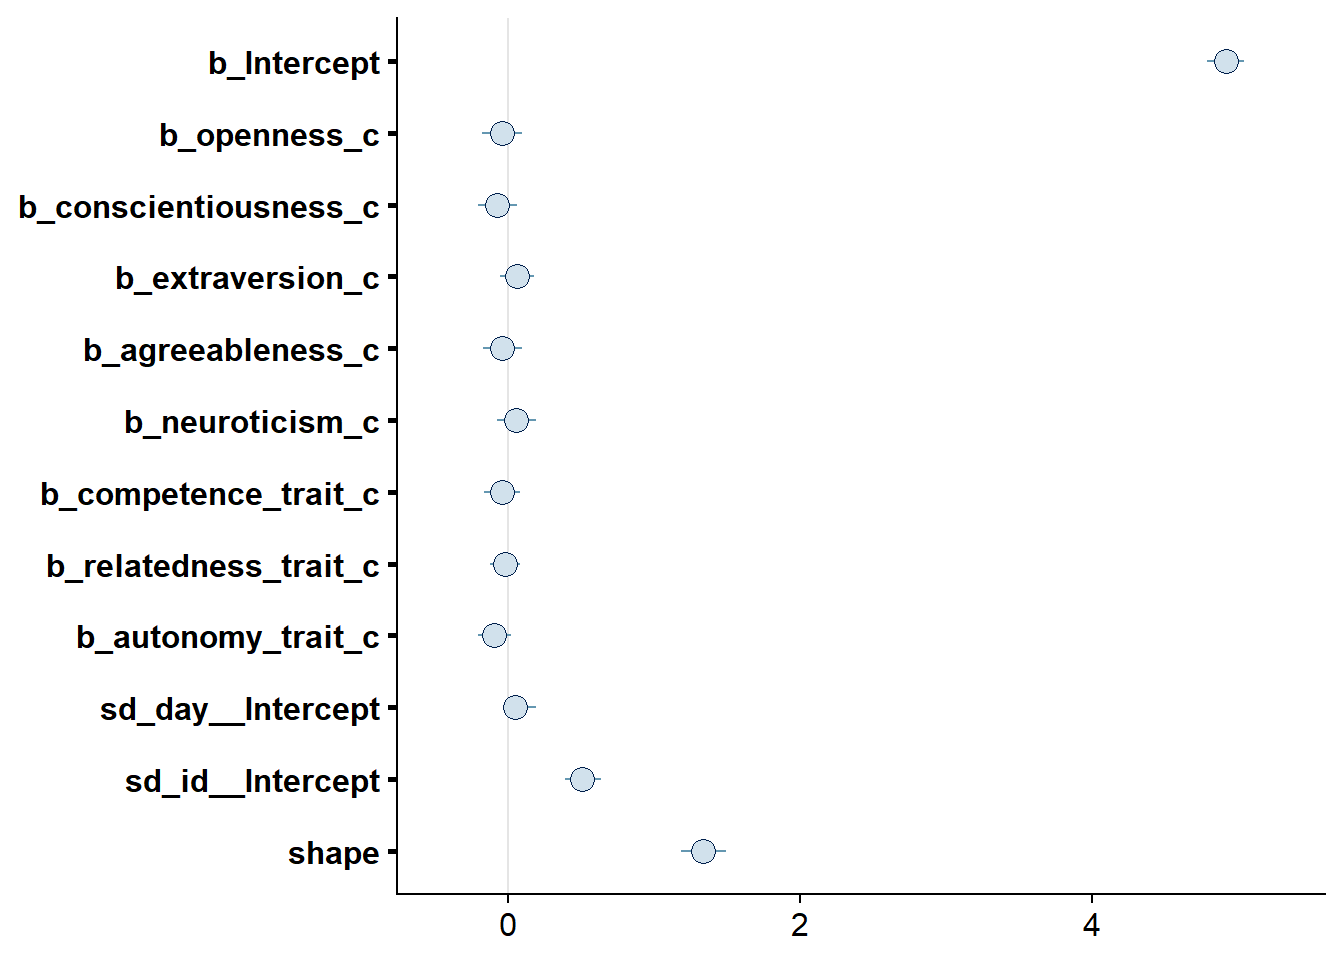 b_Intercept
b_openness_c
b_conscientiousness_c
b_extraversion_c
b_agreeableness_c
b_neuroticism_c
b_competence_trait_c
b_relatedness_trait_c
b_autonomy_trait_c
sd_day__Intercept
sd_id__Intercept
shape
0 2 4